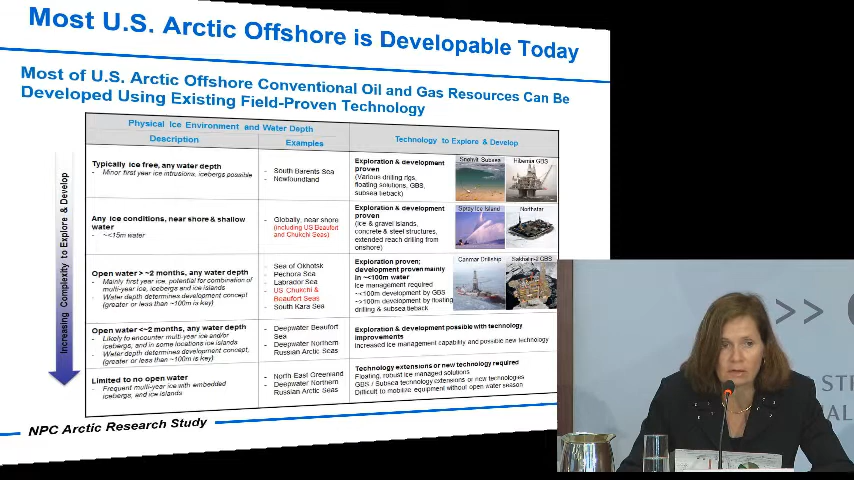 Most U.S. Arctic Offshore is Developable Today
Most of U.S. Arctic Offshore Conventional Oil and Gas Resources Can Be
Developed Using Existing Field-Proven Technology
Physical Ice Environment and Water Depth
Technology to Explore & Develop
Description
Examples
Increasing Complexity to Explore & Develop
Typically ice free, any water depth
- Minor first year ice intrusions, icebergs possible
- South Barents Sea
- Newfoundland
Exploration & development
proven
(Various drilling rigs,
floating solutions, GBS,
subsea tieback)
Snohvit Subsea
Hibernia GBS
Any ice conditions, near shore & shallow
water
- ~<15m water
- Globally, near shore
(including US Beaufort
and Chukchi Seas)
Exploration & development
proven
(Ice & gravel islands,
concrete & steel structures,
extended reach drilling from
onshore)
Spray Ice Island
Northstar
Open water >~2 months, any water depth
- Mainly first year ice, potential for combination of
multi-year ice, icebergs and ice islands
- Water depth determines development concept
(greater or less than ~100m is key)
- Sea of Okhotsk
- Pechora Sea
- Labrador Sea
- US Chukchi &
Beaufort Seas
- South Kara Sea
Exploration proven;
development proven mainly
in ~<100m water
Ice management required
~<100m development by GBS
~>100m development by floating
drilling & subsea tieback
Canmar Drillship
Sakhalin-2 GBS
Open water <~2 months, any water depth
- Likely to encounter multi-year ice and/or
icebergs, and in some locations ice islands
- Water depth determines development concept,
(greater or less than ~100m is key)
- Deepwater Beaufort
Sea
- Deepwater Northern
Russian Arctic Seas
Exploration & development possible with technology
improvements
Increased ice management capability and possible new technology
Limited to no open water
- Frequent multi-year ice with embedded
icebergs, and ice islands
- North East Greenland
- Deepwater Northern
Russian Arctic Seas
Technology extensions or new technology required
Floating, robust ice managed solutions
GBS / Subsea technology extensions or new technologies
Difficult to mobilize equipment without open water season
NPC Arctic Research Study
>>
ST
AL